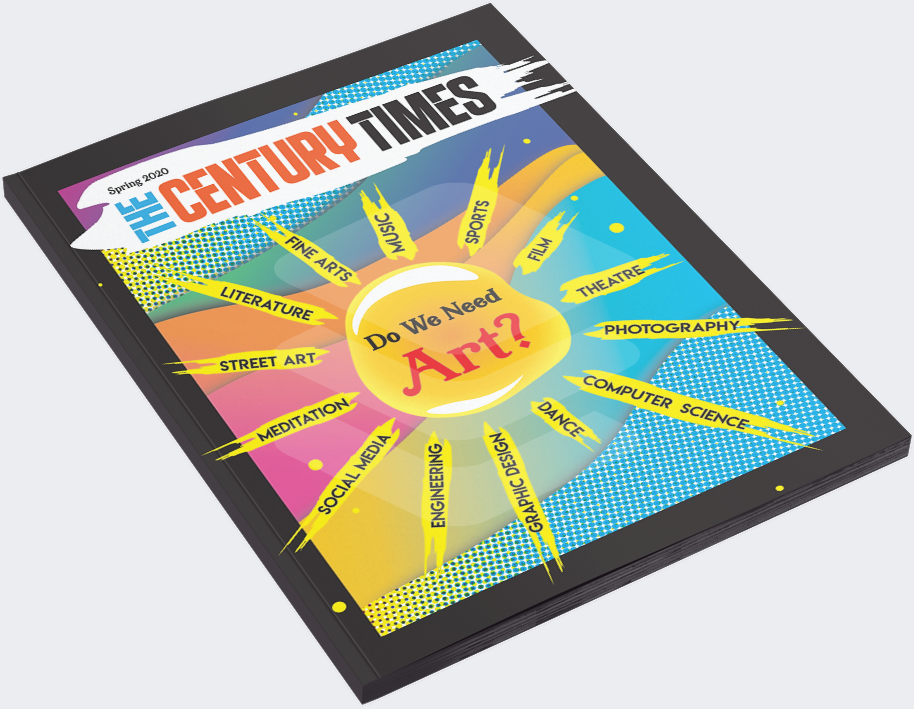 Spring 2020
THE CENTURY TIMES
Do We Need
Art?
MUSIC
SPORTS
FILM
THEATRE
PHOTOGRAPHY
COMPUTER SCIENCE
DANCE
GRAPHIC DESIGN
ENGINEERING
SOCIAL MEDIA
MEDITATION
STREET ART
LITERATURE
FINE ARTS